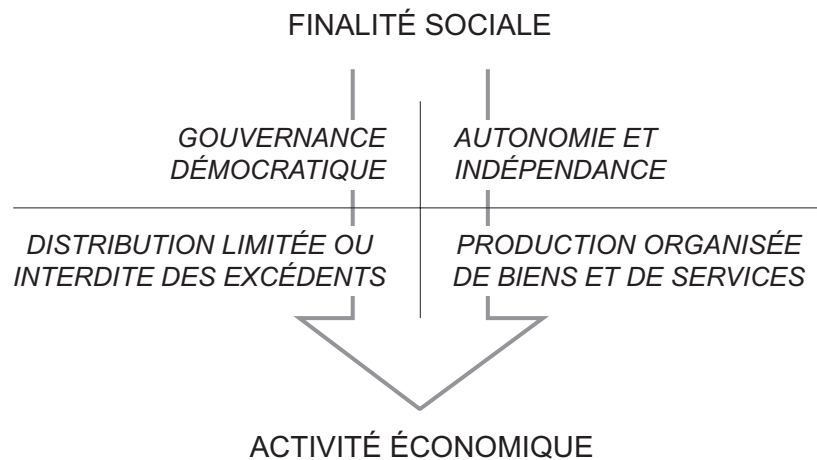 FINALITÉ SOCIALE
GOUVERNANCE
DÉMOCRATIQUE
AUTONOMIE ET
INDÉPENDANCE
DISTRIBUTION LIMITÉE OU
INTERDITE DES EXCÉDENTS
PRODUCTION ORGANISÉE
DE BIENS ET DE SERVICES
ACTIVITÉ ÉCONOMIQUE